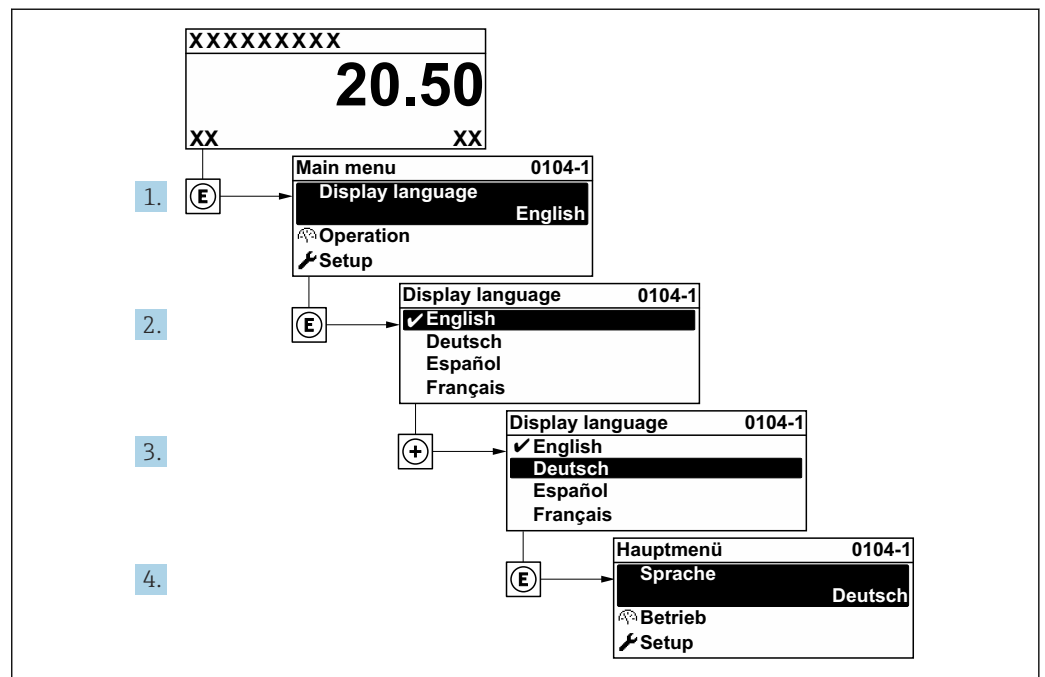 XXXXXXXXX
20.50
XX XX
1. E
Main menu 0104-1
Display language
English
Operation
Setup
2. E
Display language 0104-1
✔English
Deutsch
Español
Français
3. +
Display language 0104-1
✔English
Deutsch
Español
Français
4. E
Hauptmenü 0104-1
Sprache
Deutsch
Betrieb
Setup